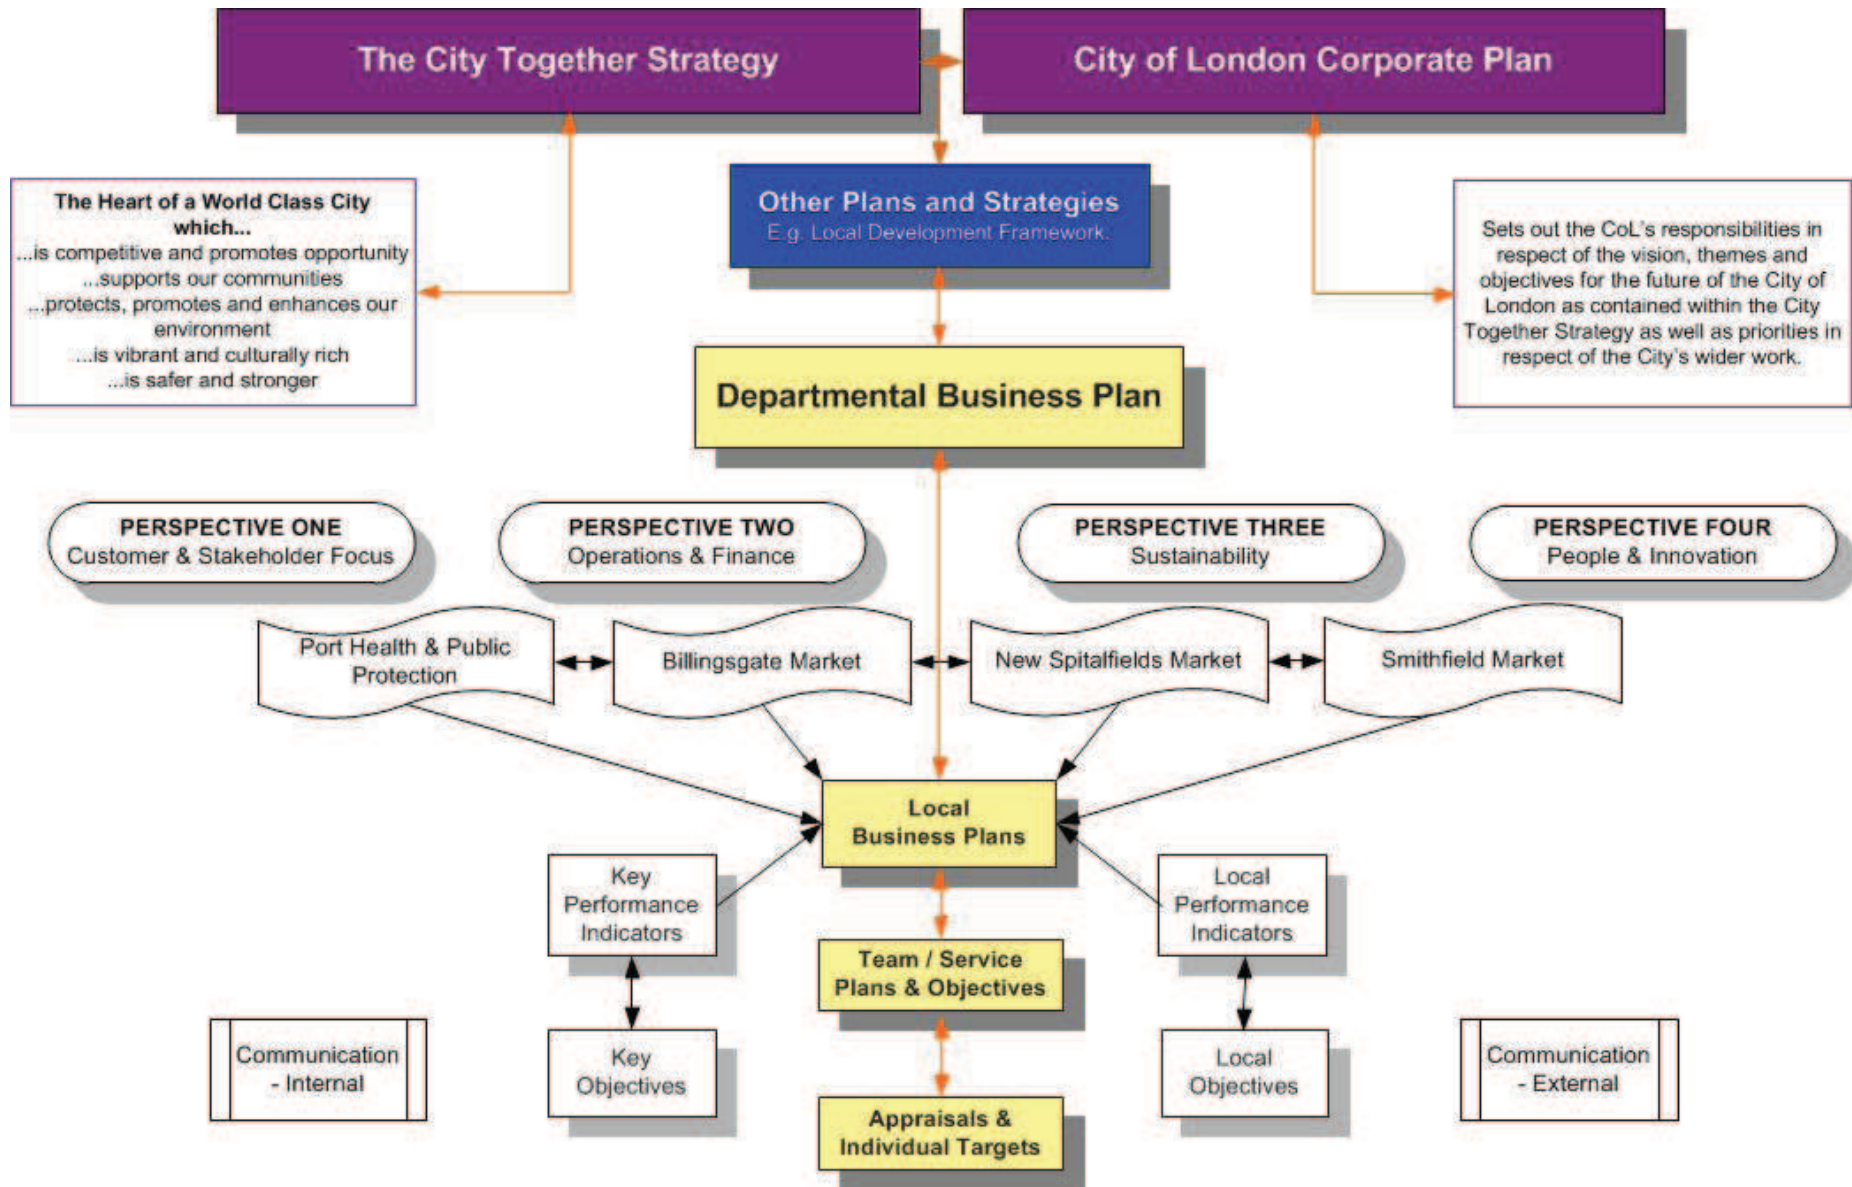 The City Together Strategy
City of London Corporate Plan
Other Plans and Strategies
E.g. Local Development Framework.
The Heart of a World Class City
which...
...is competitive and promotes opportunity
...supports our communities
...protects, promotes and enhances our
environment
...is vibrant and culturally rich
...is safer and stronger
Sets out the CoL's responsibilities in
respect of the vision, themes and
objectives for the future of the City of
London as contained within the City
Together Strategy as well as priorities in
respect of the City's wider work.
Departmental Business Plan
PERSPECTIVE ONE
Customer & Stakeholder Focus
PERSPECTIVE TWO
Operations & Finance
PERSPECTIVE THREE
Sustainability
PERSPECTIVE FOUR
People & Innovation
Port Health & Public
Protection
Billingsgate Market
New Spitalfields Market
Smithfield Market
Local
Business Plans
Key
Performance
Indicators
Local
Performance
Indicators
Team / Service
Plans & Objectives
Communication
- Internal
Key
Objectives
Local
Objectives
Communication
- External
Appraisals &
Individual Targets